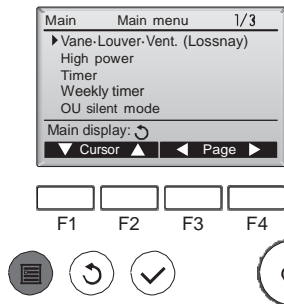 Main Main menu 1/3
Vane·Louver·Vent. (Lossnay)
High power
Timer
Weekly timer
OU silent mode
Main display:
Cursor Page
F1 F2 F3 F4